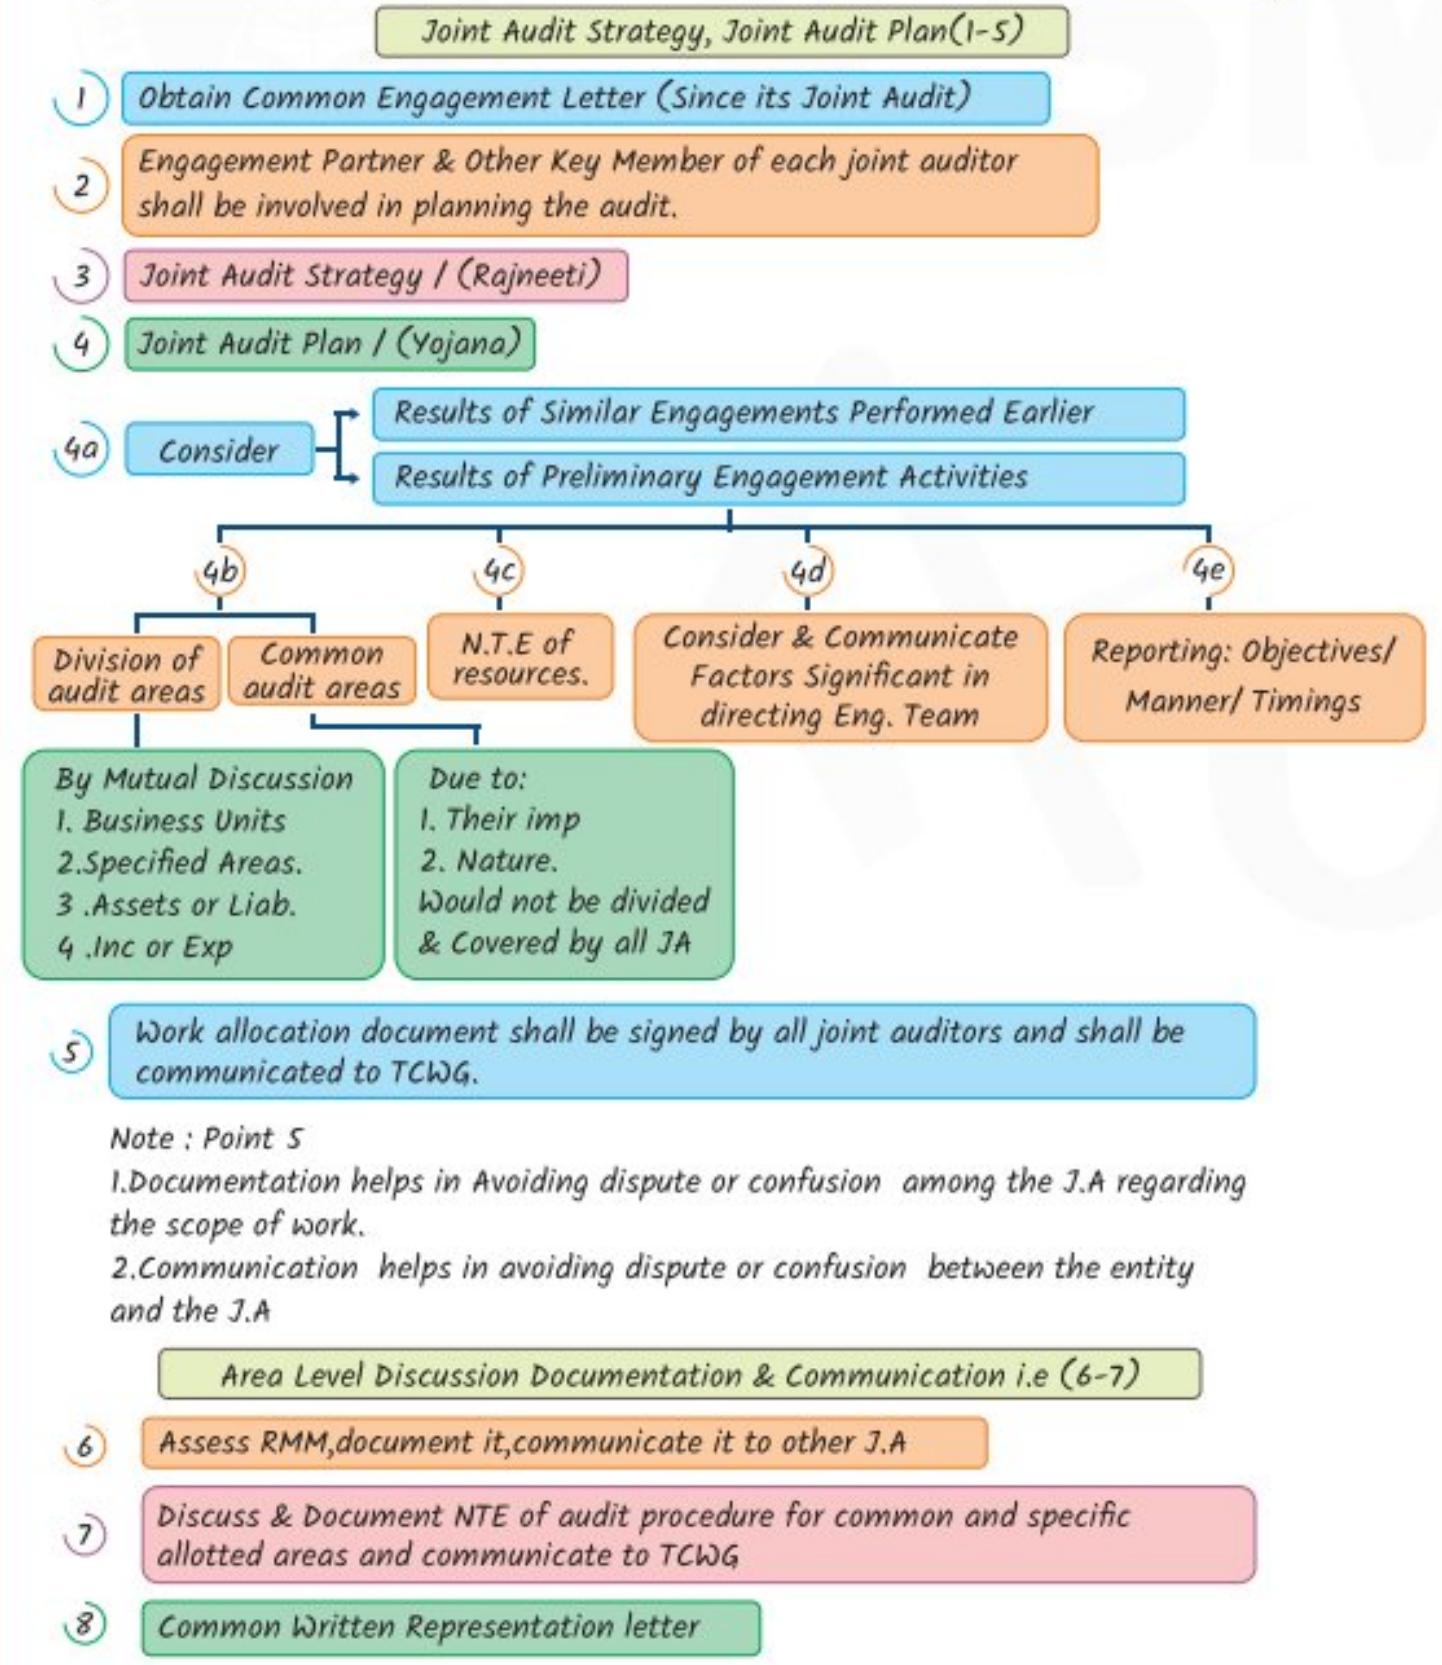 Joint Audit Strategy, Joint Audit Plan(1-5)
1 Obtain Common Engagement Letter (Since its Joint Audit)
2 Engagement Partner & Other Key Member of each joint auditor
shall be involved in planning the audit.
3 Joint Audit Strategy / (Rajneeti)
4 Joint Audit Plan / (Yojana)
4a Consider
Results of Similar Engagements Performed Earlier
Results of Preliminary Engagement Activities
4b
Division of
audit areas
Common
audit areas
4c
N.T.E of
resources.
4d
Consider & Communicate
Factors Significant in
directing Eng. Team
4e
Reporting: Objectives/
Manner/ Timings
By Mutual Discussion
1. Business Units
2.Specified Areas.
3 .Assets or Liab.
4 .Inc or Exp
Due to:
1. Their imp
2. Nature.
Would not be divided
& Covered by all JA
5 Work allocation document shall be signed by all joint auditors and shall be
communicated to TCWG.
Note : Point 5
1.Documentation helps in Avoiding dispute or confusion among the J.A regarding
the scope of work.
2.Communication helps in avoiding dispute or confusion between the entity
and the J.A
Area Level Discussion Documentation & Communication i.e (6-7)
6 Assess RMM,document it,communicate it to other J.A
7 Discuss & Document NTE of audit procedure for common and specific
allotted areas and communicate to TCWG
8 Common Written Representation letter